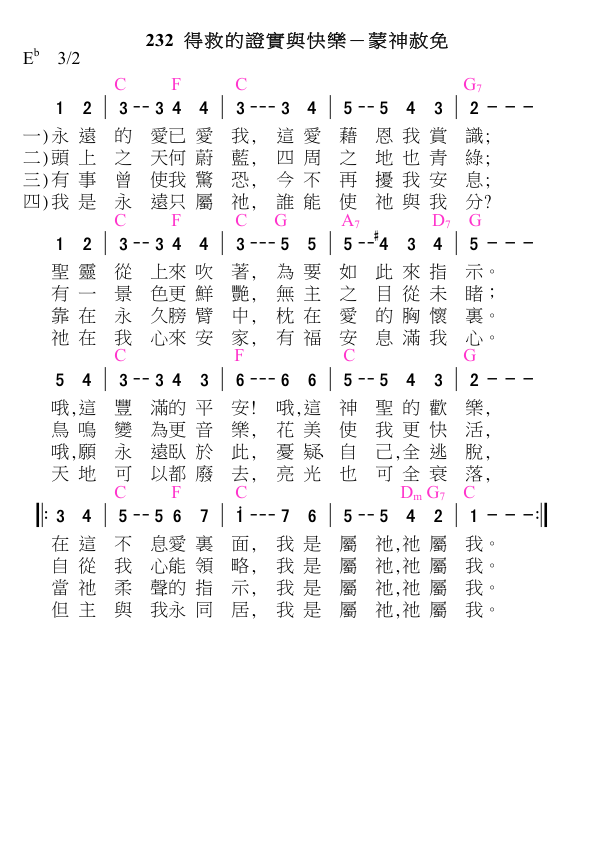 232 得救的證實與快樂－蒙神赦免
E♭ 3/2
C F C G7
1 2 | 3 -- 3 4 4 | 3 --- 3 4 | 5 -- 5 4 3 | 2 - - -
一)永遠的愛已愛我，這愛藉恩我賞識;
二)頭上之天何蔚藍，四周之地也青綠;
三)有事曾使我驚恐，今不再擾我安息;
四)我是永遠只屬祂，誰能使祂與我分?
C F C G A7 D7 G
1 2 | 3 -- 3 4 4 | 3 --- 5 5 | 5 -- ♯4 3 4 | 5 - - -
聖靈從上來吹著，為要如此來指示。
有一景色更鮮艷，無主之目從未睹；
靠在永久膀臂中，枕在愛的胸懷裏。
祂在我心來安家，有福安息滿我心。
C F C G
5 4 | 3 -- 3 4 3 | 6 --- 6 6 | 5 -- 5 4 3 | 2 - - -
哦,這豐滿的平安! 哦,這神聖的歡樂,
鳥鳴變為更音樂，花美使我更快活,
哦,願永遠臥於此，憂疑、自己,全逃脫,
天地可以都廢去，亮光也可全衰落,
C F C Dm G7 C
‖: 3 4 | 5 -- 5 6 7 | i --- 7 6 | 5 -- 5 4 2 | 1 - - - :‖
在這不息愛裏面，我是屬祂,祂屬我。
自從我心能領略，我是屬祂,祂屬我。
當祂柔聲的指示，我是屬祂,祂屬我。
但主與我永同居，我是屬祂,祂屬我。